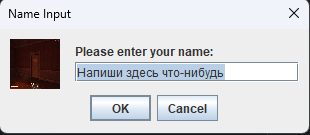 Name Input
Please enter your name:
Напиши здесь что-нибудь
OK Cancel